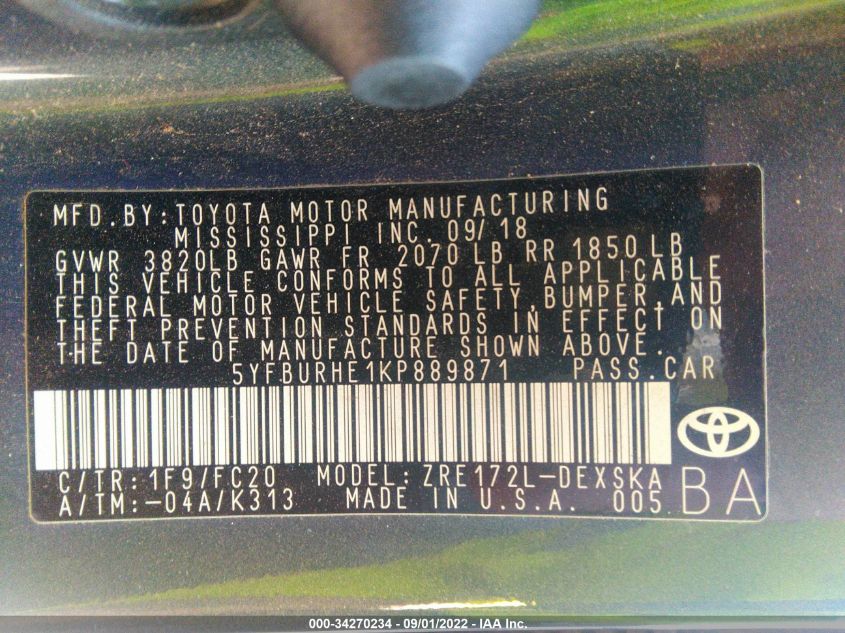 MFD.BY:TOYOTA MOTOR MANUFACTURING
MISSISSIPPI INC. 09/18
GVWR 3820LB GAWR FR 2070 LB RR 1850 LB
THIS VEHICLE CONFORMS TO ALL APPLICABLE
FEDERAL MOTOR VEHICLE SAFETY,BUMPER,AND
THEFT PREVENTION STANDARDS IN EFFECT ON
THE DATE OF MANUFACTURE SHOWN ABOVE.
5YFBURHE1KP889871 PASS.CAR
C/TR:1F9/FC20 MODEL:ZRE172L-DEXSKA
A/TM:-04A/K313 MADE IN U.S.A. 005 BA
000-34270234 - 09/01/2022 - IAA Inc.